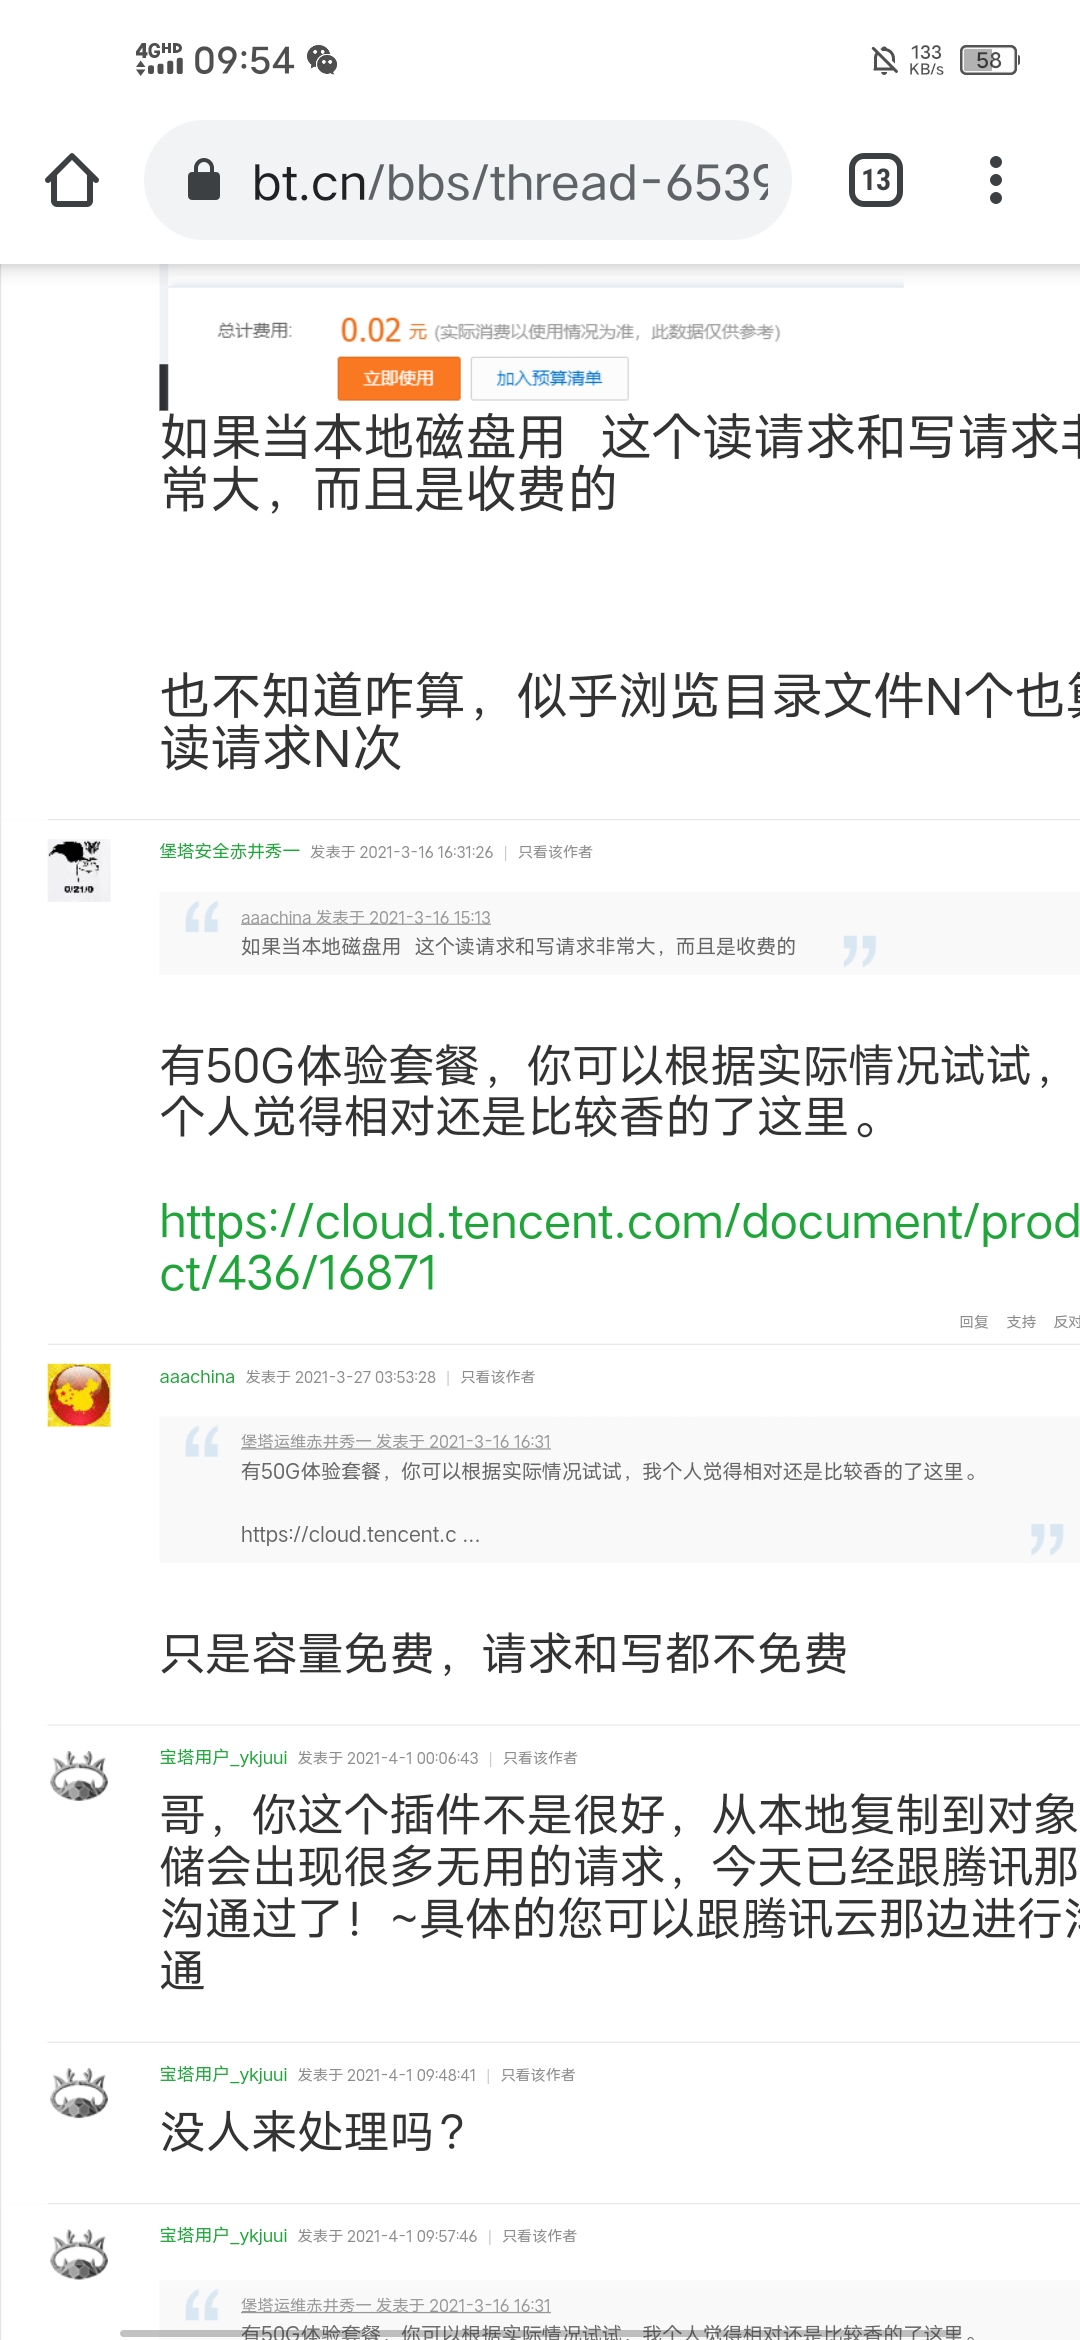 4GHD 09:54 133 KB/s 58
bt.cn/bbs/thread-6539
13
总计费用: 0.02 元 (实际消费以使用情况为准，此数据仅供参考)
立即使用 加入预算清单
如果当本地磁盘用 这个读请求和写请求非
常大，而且是收费的
也不知道咋算，似乎浏览目录文件N个也算
读请求N次
0/21/0
堡塔安全赤井秀一 发表于 2021-3-16 16:31:26 | 只看该作者
aaachina 发表于 2021-3-16 15:13
如果当本地磁盘用 这个读请求和写请求非常大，而且是收费的
有50G体验套餐，你可以根据实际情况试试，
个人觉得相对还是比较香的了这里。
https://cloud.tencent.com/document/prod
ct/436/16871
回复 支持 反对
aaachina 发表于 2021-3-27 03:53:28 | 只看该作者
堡塔运维赤井秀一 发表于 2021-3-16 16:31
有50G体验套餐，你可以根据实际情况试试，我个人觉得相对还是比较香的了这里。
https://cloud.tencent.c ...
只是容量免费，请求和写都不免费
宝塔用户_ykjuui 发表于 2021-4-1 00:06:43 | 只看该作者
哥，你这个插件不是很好，从本地复制到对象
储会出现很多无用的请求，今天已经跟腾讯那
沟通过了！~具体的您可以跟腾讯云那边进行沟
通
宝塔用户_ykjuui 发表于 2021-4-1 09:48:41 | 只看该作者
没人来处理吗？
宝塔用户_ykjuui 发表于 2021-4-1 09:57:46 | 只看该作者
堡塔运维赤井秀一 发表于 2021-3-16 16:31
有50G体验套餐，你可以根据实际情况试试，我个人觉得相对还是比较香的了这里。